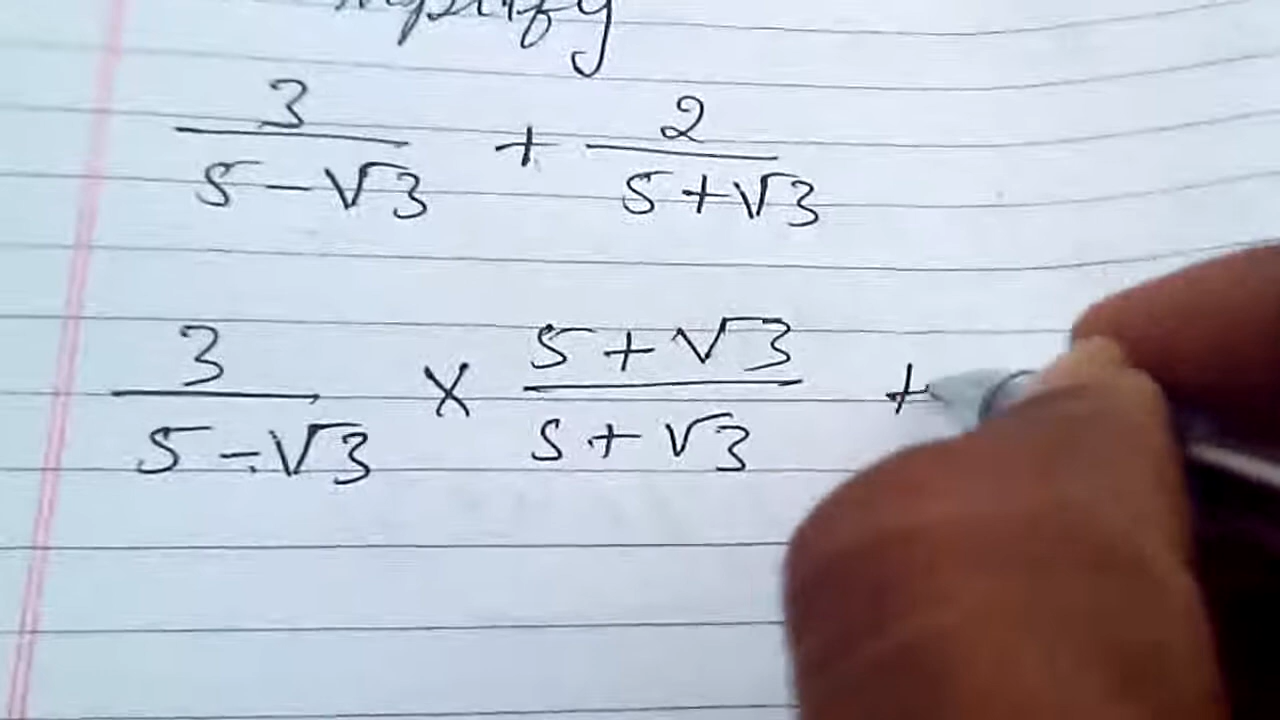 3/(5-√3) + 2/(5+√3)
3/(5-√3) × (5+√3)/(5+√3) +